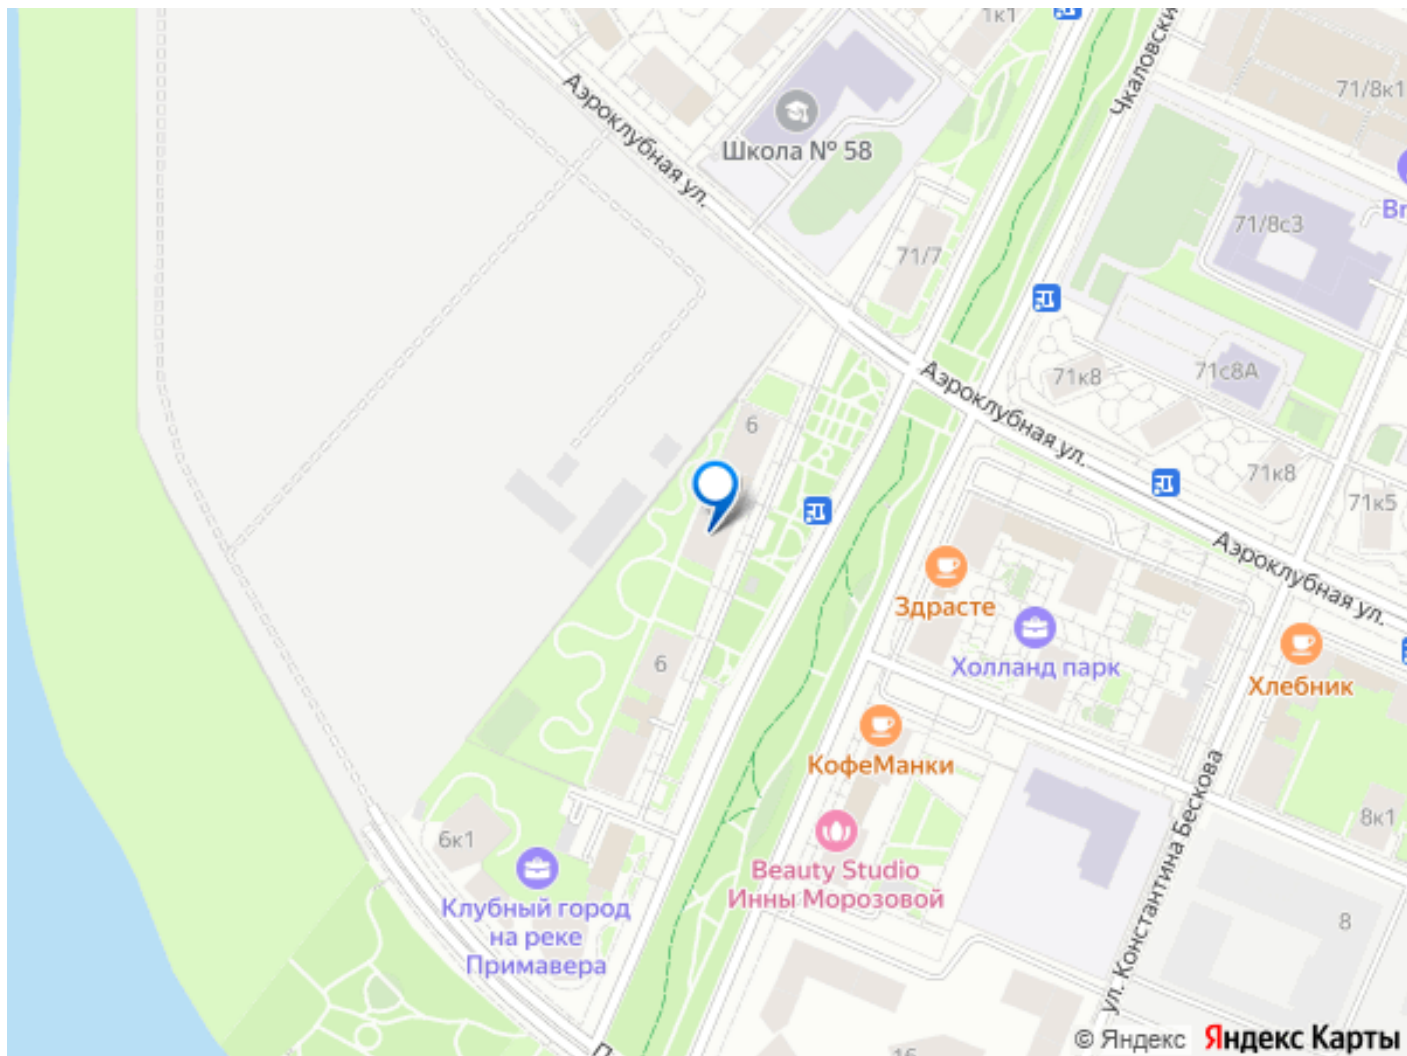 1к1
Чкаловски
71/8к1
Аэроклубная ул.
Школа № 58
Br
71/8с3
71/7
Аэроклубная ул.
71к8
71с8А
6
71к8
71к5
Аэроклубная ул.
Здрасте
Холланд парк
6
Хлебник
КофеМанки
ул. Константина Бескова
6к1
8к1
Beauty Studio
Инны Морозовой
Клубный город
на реке
Примавера
8
16
© Яндекс Яндекс Карты